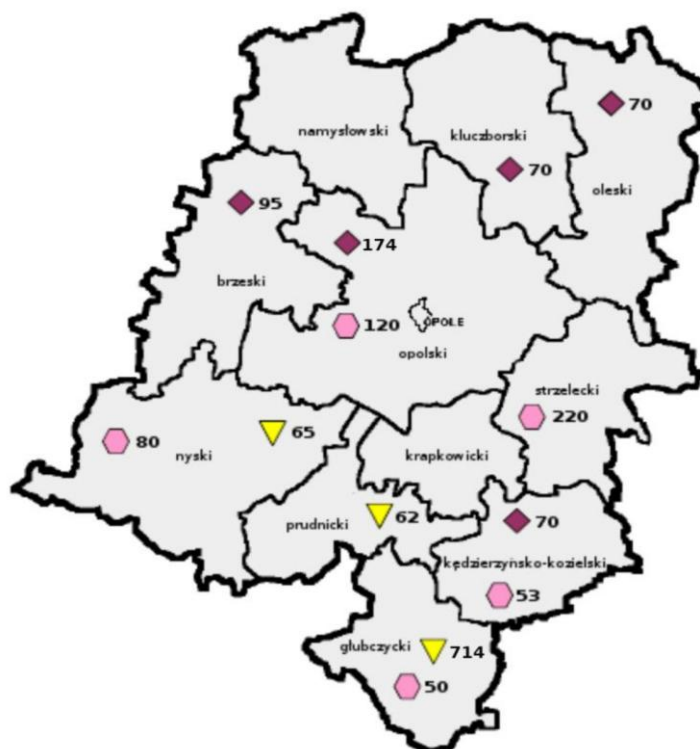 70
namysłowski
kluczborski
70
oleski
95
174
brzeski
120
OPOLE
opolski
strzelecki
220
80
nyski
65
krapkowicki
prudnicki
62
70
kędzierzyńsko-kozielski
53
głubczycki
714
50